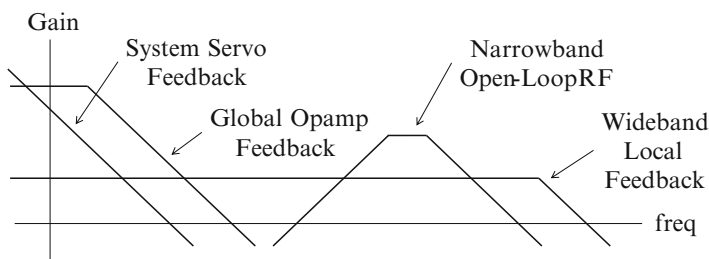 Gain
System Servo
Feedback
Global Opamp
Feedback
Narrowband
Open-LoopRF
Wideband
Local
Feedback
freq